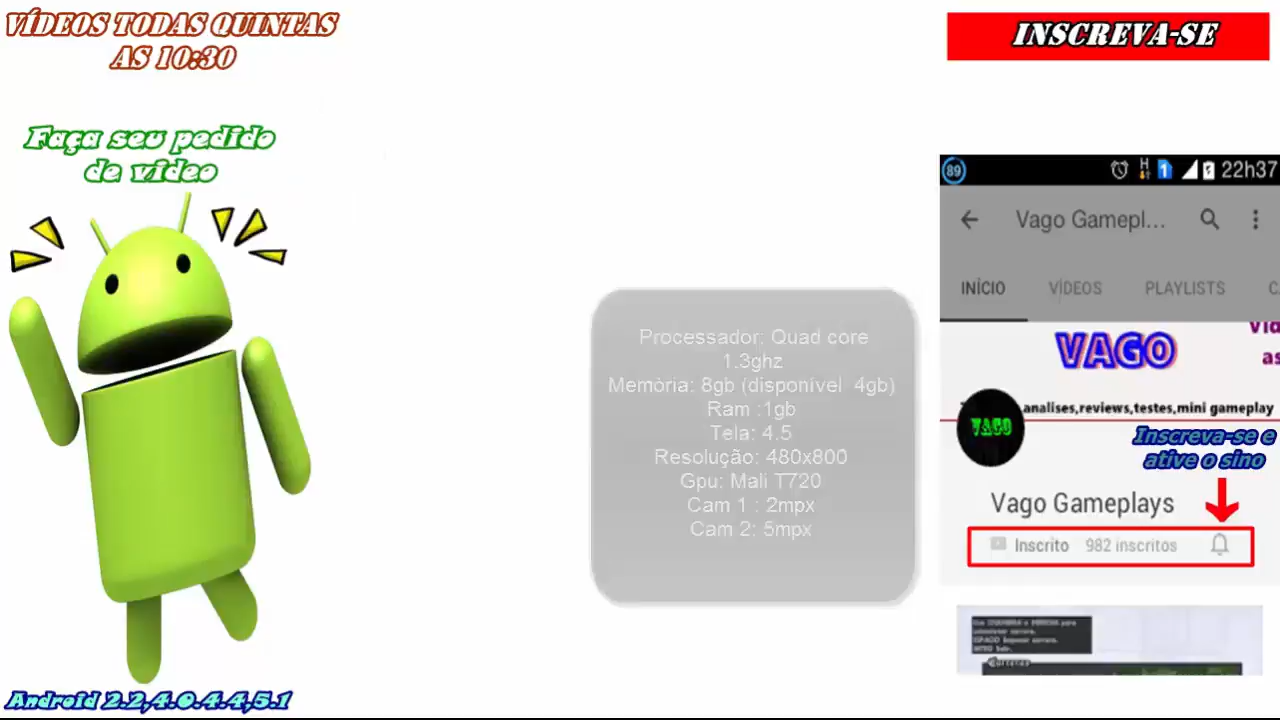 VÍDEOS TODAS QUINTAS
AS 10:30
Faça seu pedido
de vídeo
Android 2.2,4.0.4.4,5.1
Processador: Quad core
1.3ghz
Memória: 8gb (disponível 4gb)
Ram :1gb
Tela: 4.5
Resolução: 480x800
Gpu: Mali T720
Cam 1 : 2mpx
Cam 2: 5mpx
INSCREVA-SE
89 H 1 22h37
Vago Gamepl...
INÍCIO VÍDEOS PLAYLISTS C
VAGO
as
analises,reviews,testes,mini gameplay
VAGO
Inscreva-se e
ative o sino
Vago Gameplays
Inscrito 982 inscritos